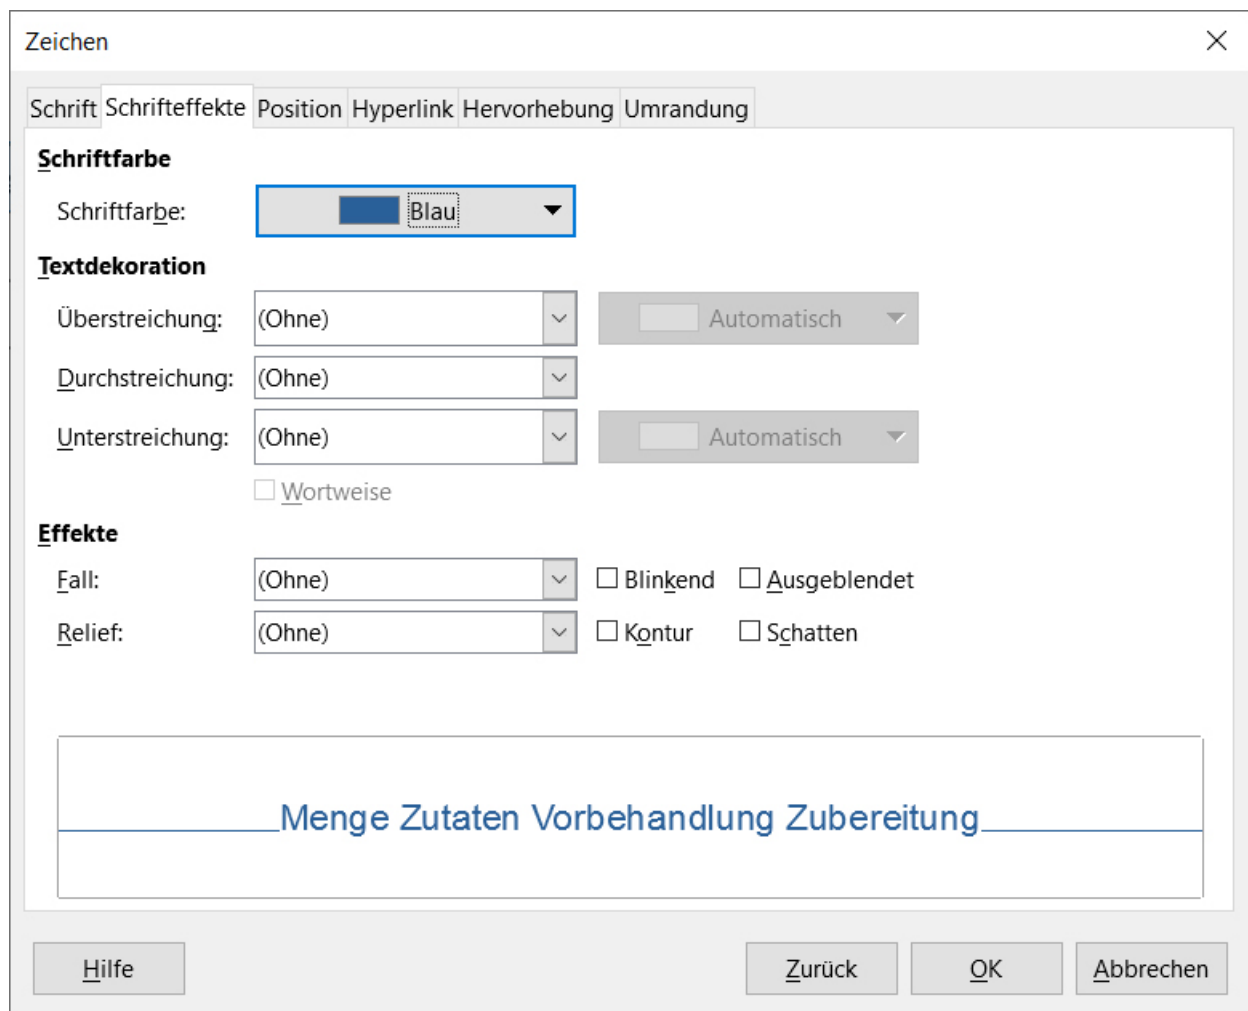 Zeichen
Schrift Schrifteffekte Position Hyperlink Hervorhebung Umrandung
Schriftfarbe
Schriftfarbe: Blau
Textdekoration
Überstreichung: (Ohne) Automatisch
Durchstreichung: (Ohne)
Unterstreichung: (Ohne) Automatisch
Wortweise
Effekte
Fall: (Ohne) Blinkend Ausgeblendet
Relief: (Ohne) Kontur Schatten
Menge Zutaten Vorbehandlung Zubereitung
Hilfe Zurück OK Abbrechen